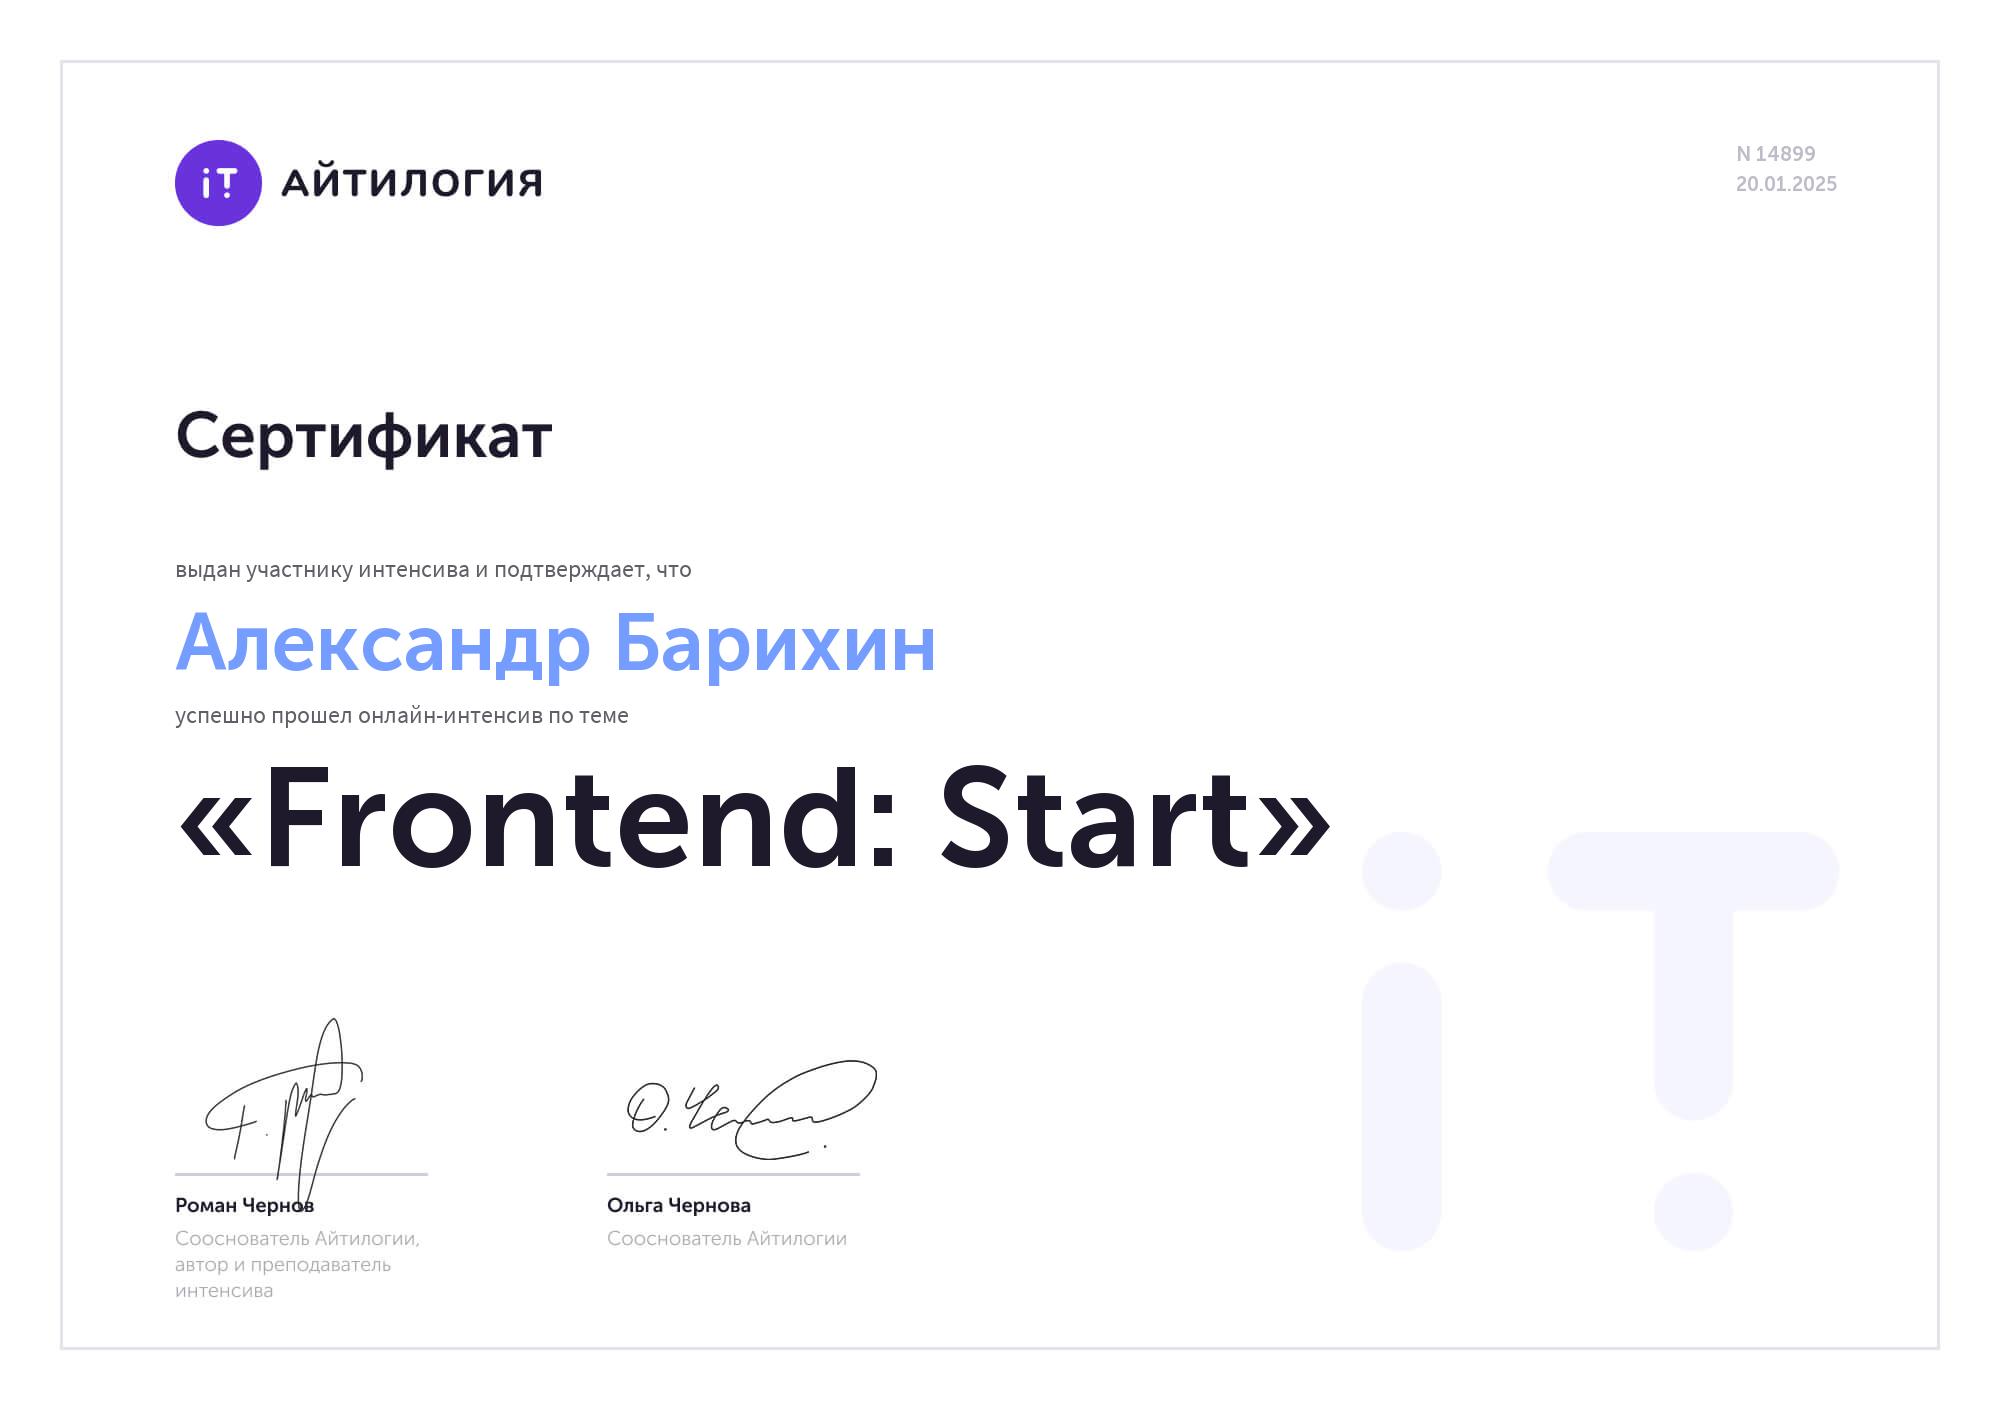 iT АЙТИЛОГИЯ
N 14899
20.01.2025
Сертификат
выдан участнику интенсива и подтверждает, что
Александр Барихин
успешно прошел онлайн-интенсив по теме
«Frontend: Start»
Роман Чернов
Сооснователь Айтилогии,
автор и преподаватель
интенсива
Ольга Чернова
Сооснователь Айтилогии
iT